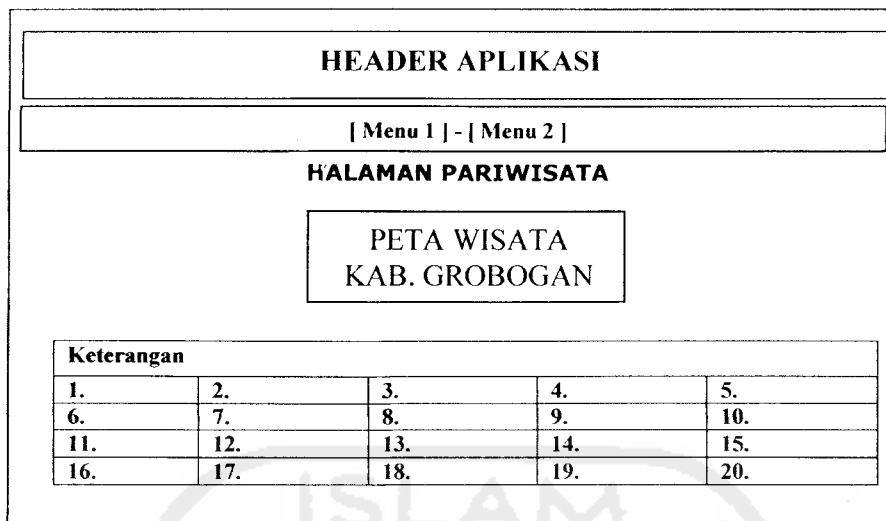 HEADER APLIKASI
[ Menu 1 ] - [ Menu 2 ]
HALAMAN PARIWISATA
PETA WISATA
KAB. GROBOGAN
Keterangan
1. 2. 3. 4. 5.
6. 7. 8. 9. 10.
11. 12. 13. 14. 15.
16. 17. 18. 19. 20.
ISLAM